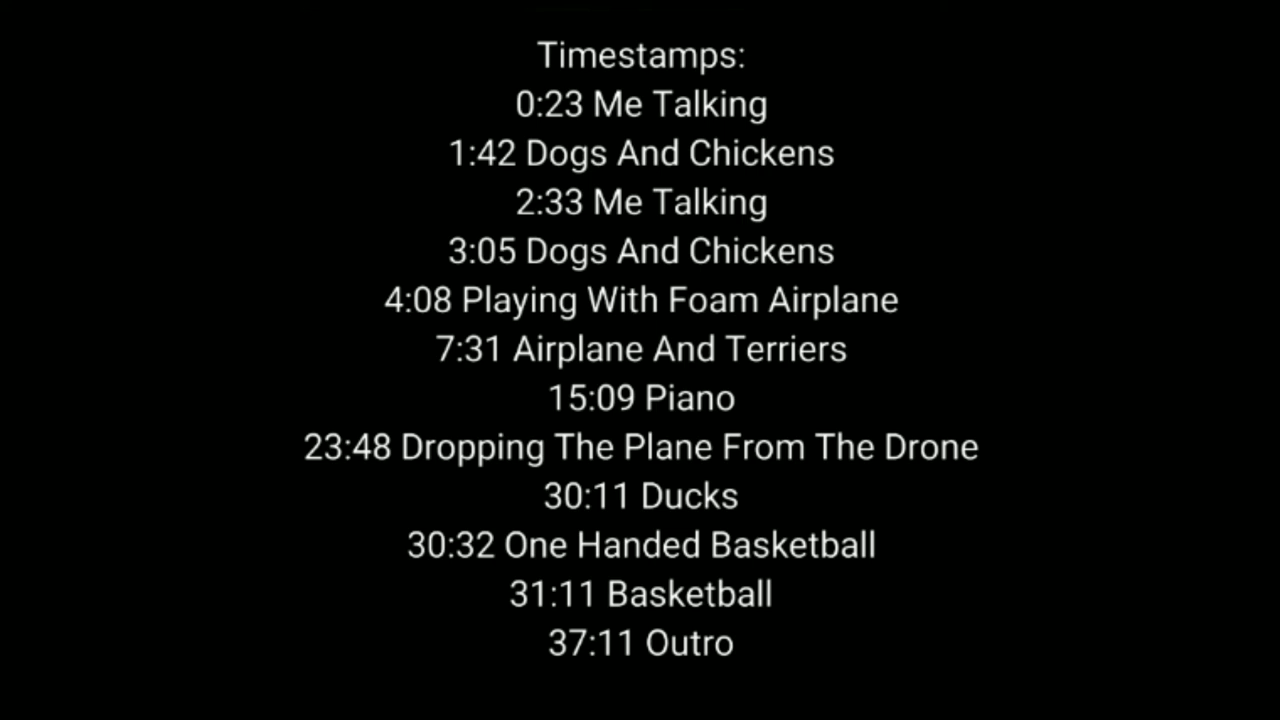 Timestamps:
0:23 Me Talking
1:42 Dogs And Chickens
2:33 Me Talking
3:05 Dogs And Chickens
4:08 Playing With Foam Airplane
7:31 Airplane And Terriers
15:09 Piano
23:48 Dropping The Plane From The Drone
30:11 Ducks
30:32 One Handed Basketball
31:11 Basketball
37:11 Outro